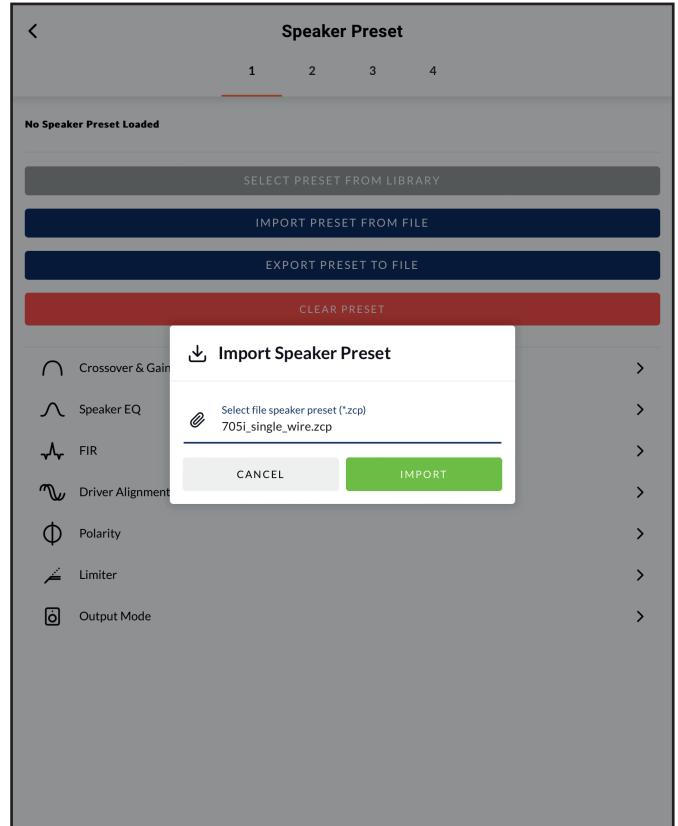 Speaker Preset
1 2 3 4
No Speaker Preset Loaded
SELECT PRESET FROM LIBRARY
IMPORT PRESET FROM FILE
EXPORT PRESET TO FILE
CLEAR PRESET
Import Speaker Preset
Select file speaker preset (*.zcp)
705i_single_wire.zcp
CANCEL IMPORT
Crossover & Gain
Speaker EQ
FIR
Driver Alignment
Polarity
Limiter
Output Mode